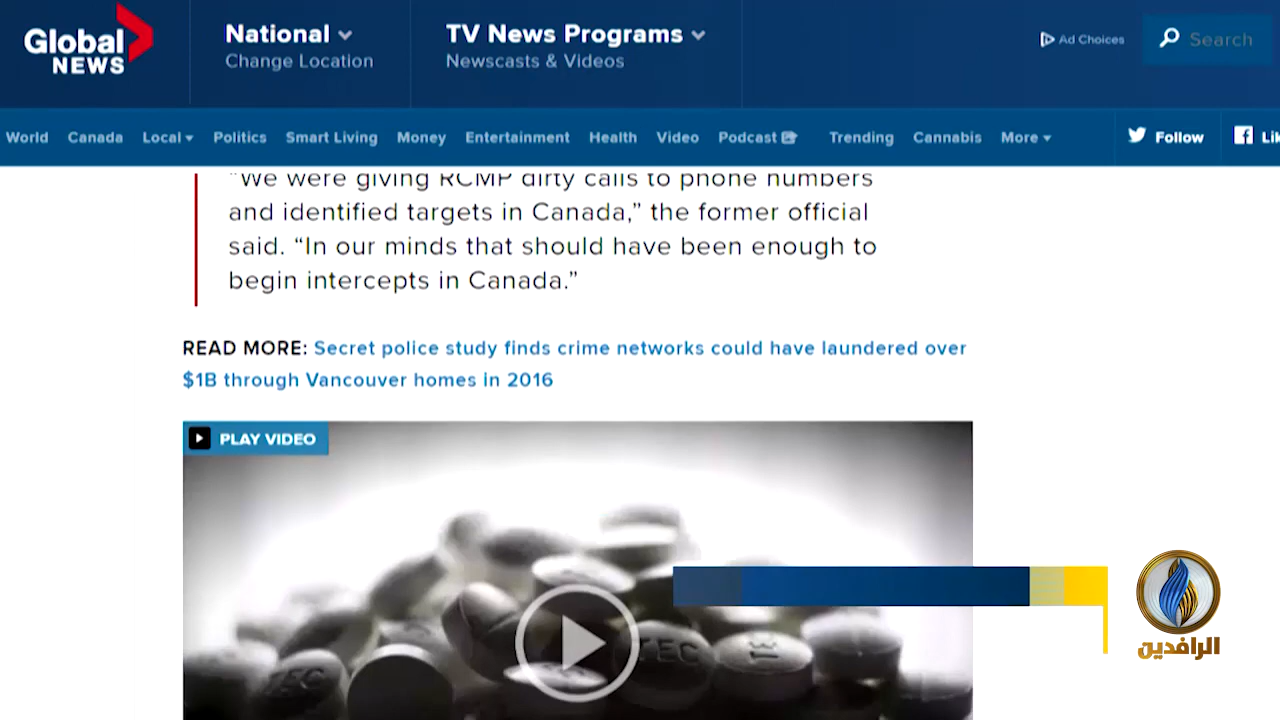 Global
NEWS
National
Change Location
TV News Programs
Newscasts & Videos
Ad Choices
Search
World Canada Local Politics Smart Living Money Entertainment Health Video Podcast Trending Cannabis More Follow Lik
"We were giving RCMP dirty calls to phone numbers
and identified targets in Canada,” the former official
said. “In our minds that should have been enough to
begin intercepts in Canada.”
READ MORE: Secret police study finds crime networks could have laundered over
$1B through Vancouver homes in 2016
PLAY VIDEO
TEC
TEC
TEC
الرافدين